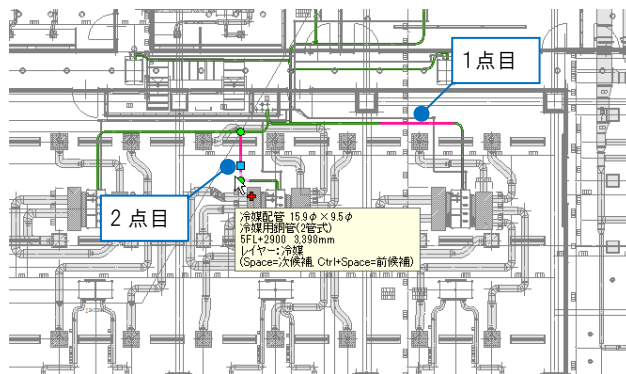 1点目
2点目
冷媒配管 15.9φ×9.5φ
冷媒用銅管(2管式)
5FL+2900 3,398mm
レイヤー:冷媒
(Space=次候補, Ctrl+Space=前候補)